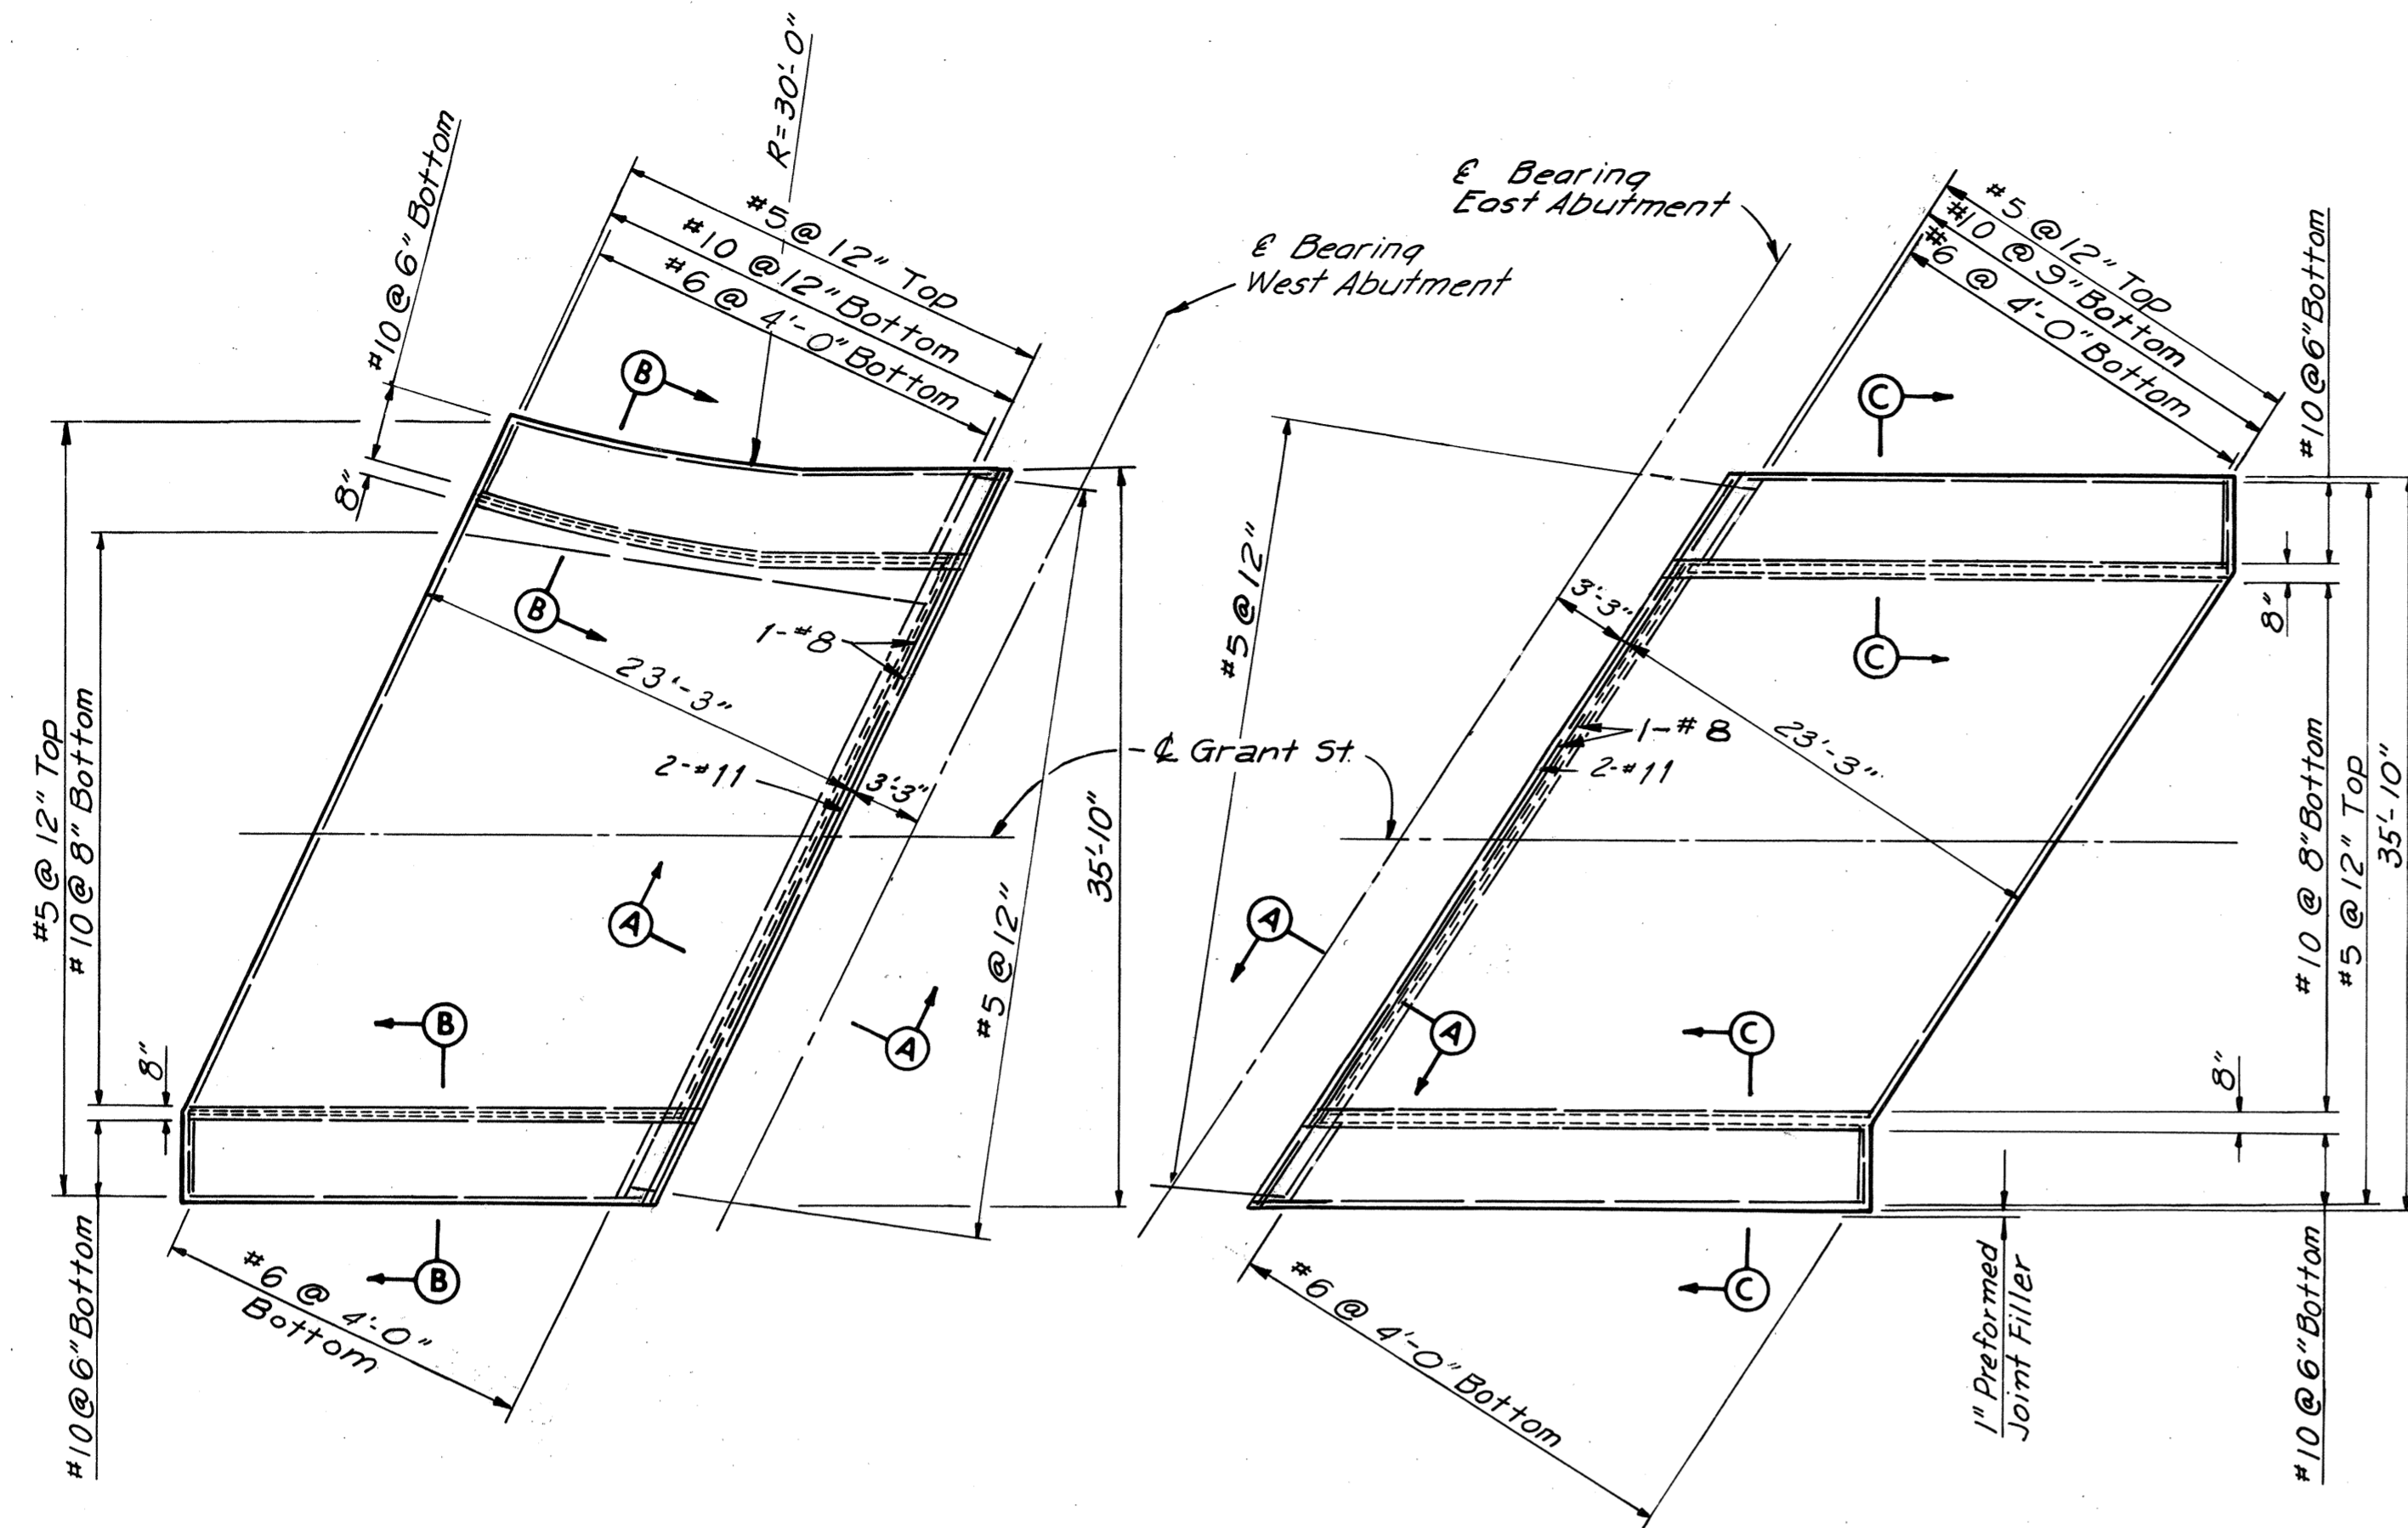 R=30'-0"
#10 @ 6" Bottom
#5 @ 12" Top
#10 @ 12" Bottom
#6 @ 4'-0" Bottom
℄ Bearing
West Abutment
℄ Bearing
East Abutment
#5 @ 12" Top
#10 @ 9" Bottom
#6 @ 4'-0" Bottom
#10 @ 6" Bottom
B
C
8"
#5 @ 12"
3'-3"
8"
B
C
1-#8
23'-3"
1-#8
23'-3"
2-#11
2-#11
3'-3"
℄ Grant St.
#5 @ 12" Top
#10 @ 8" Bottom
35'-10"
#10 @ 8" Bottom
#5 @ 12" Top
35'-10"
A
A
#5 @ 12"
B
A
A
C
8"
8"
#10 @ 6" Bottom
#6 @ 4'-0"
Bottom
B
C
#6 @ 4'-0" Bottom
1" Preformed
Joint Filler
#10 @ 6" Bottom